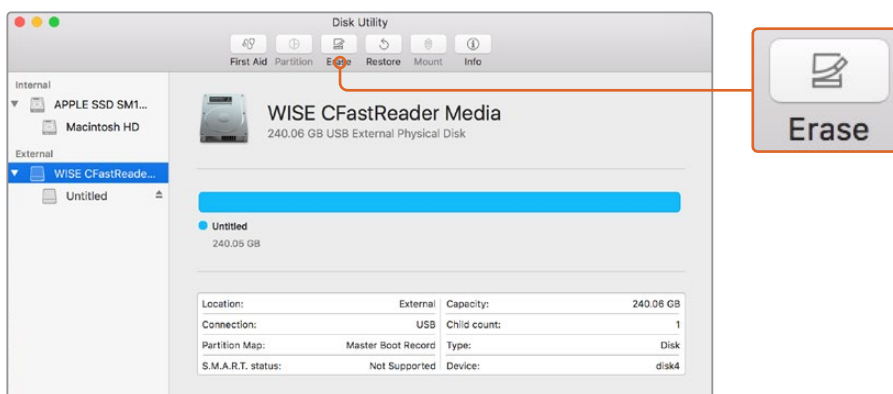 Disk Utility
First Aid Partition Erase Restore Mount Info
Erase
Internal
APPLE SSD SM1...
Macintosh HD
External
WISE CFastReade...
Untitled
WISE CFastReader Media
240.06 GB USB External Physical Disk
Untitled
240.05 GB
Location: External Capacity: 240.06 GB
Connection: USB Child count: 1
Partition Map: Master Boot Record Type: Disk
S.M.A.R.T. status: Not Supported Device: disk4